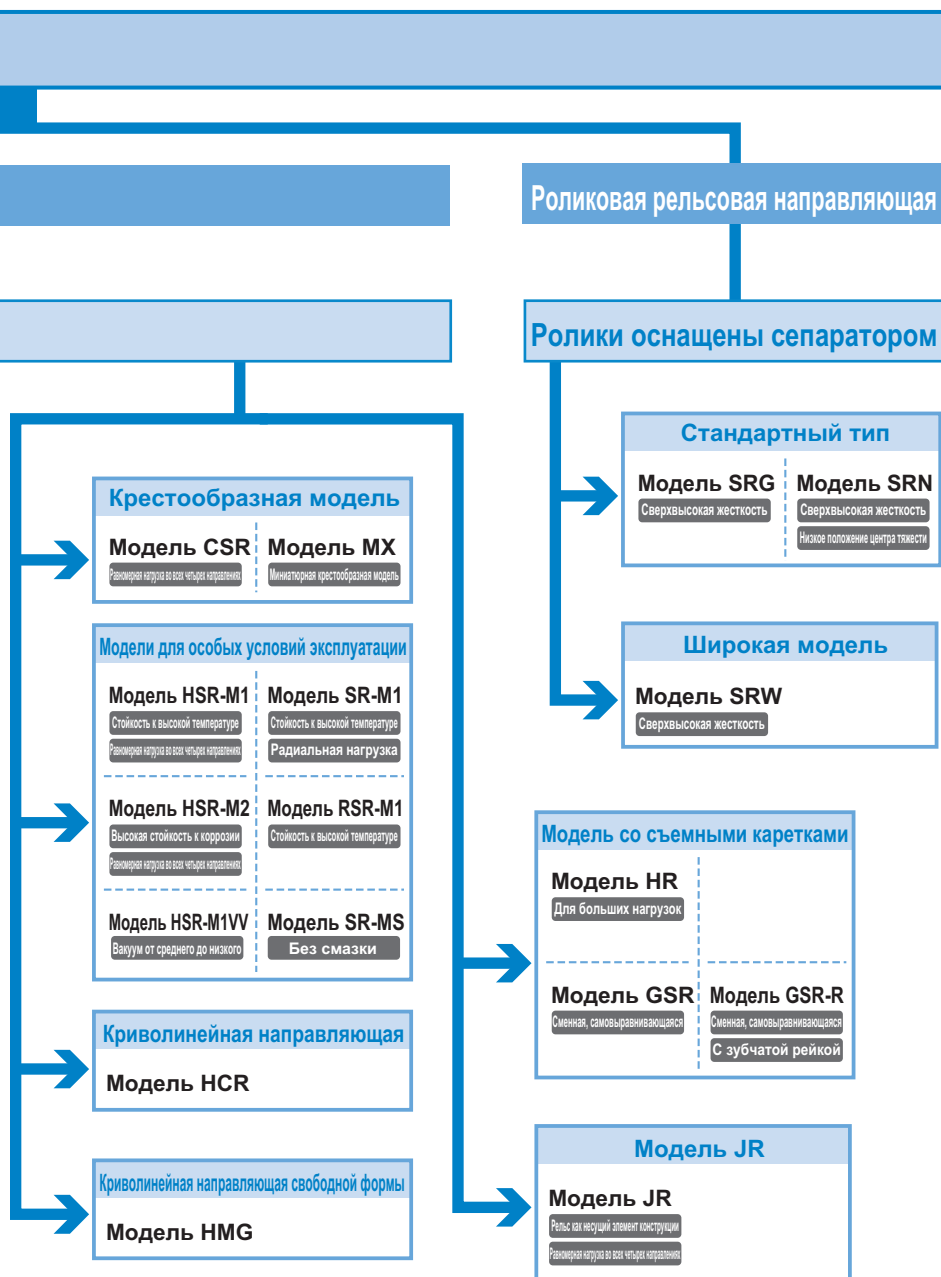 Роликовая рельсовая направляющая
Ролики оснащены сепаратором
Стандартный тип
Модель SRG
Сверхвысокая жесткость
Модель SRN
Сверхвысокая жесткость
Низкое положение центра тяжести
Широкая модель
Модель SRW
Сверхвысокая жесткость
Крестообразная модель
Модель CSR
Равномерная нагрузка во всех четырех направлениях
Модель MX
Миниатюрная крестообразная модель
Модели для особых условий эксплуатации
Модель HSR-M1
Стойкость к высокой температуре
Равномерная нагрузка во всех четырех направлениях
Модель SR-M1
Стойкость к высокой температуре
Радиальная нагрузка
Модель HSR-M2
Высокая стойкость к коррозии
Равномерная нагрузка во всех четырех направлениях
Модель RSR-M1
Стойкость к высокой температуре
Модель HSR-M1VV
Вакуум от среднего до низкого
Модель SR-MS
Без смазки
Криволинейная направляющая
Модель HCR
Криволинейная направляющая свободной формы
Модель HMG
Модель со съемными каретками
Модель HR
Для больших нагрузок
Модель GSR
Сменная, самовыравнивающаяся
Модель GSR-R
Сменная, самовыравнивающаяся
С зубчатой рейкой
Модель JR
Модель JR
Рельс как несущий элемент конструкции
Равномерная нагрузка во всех четырех направлениях